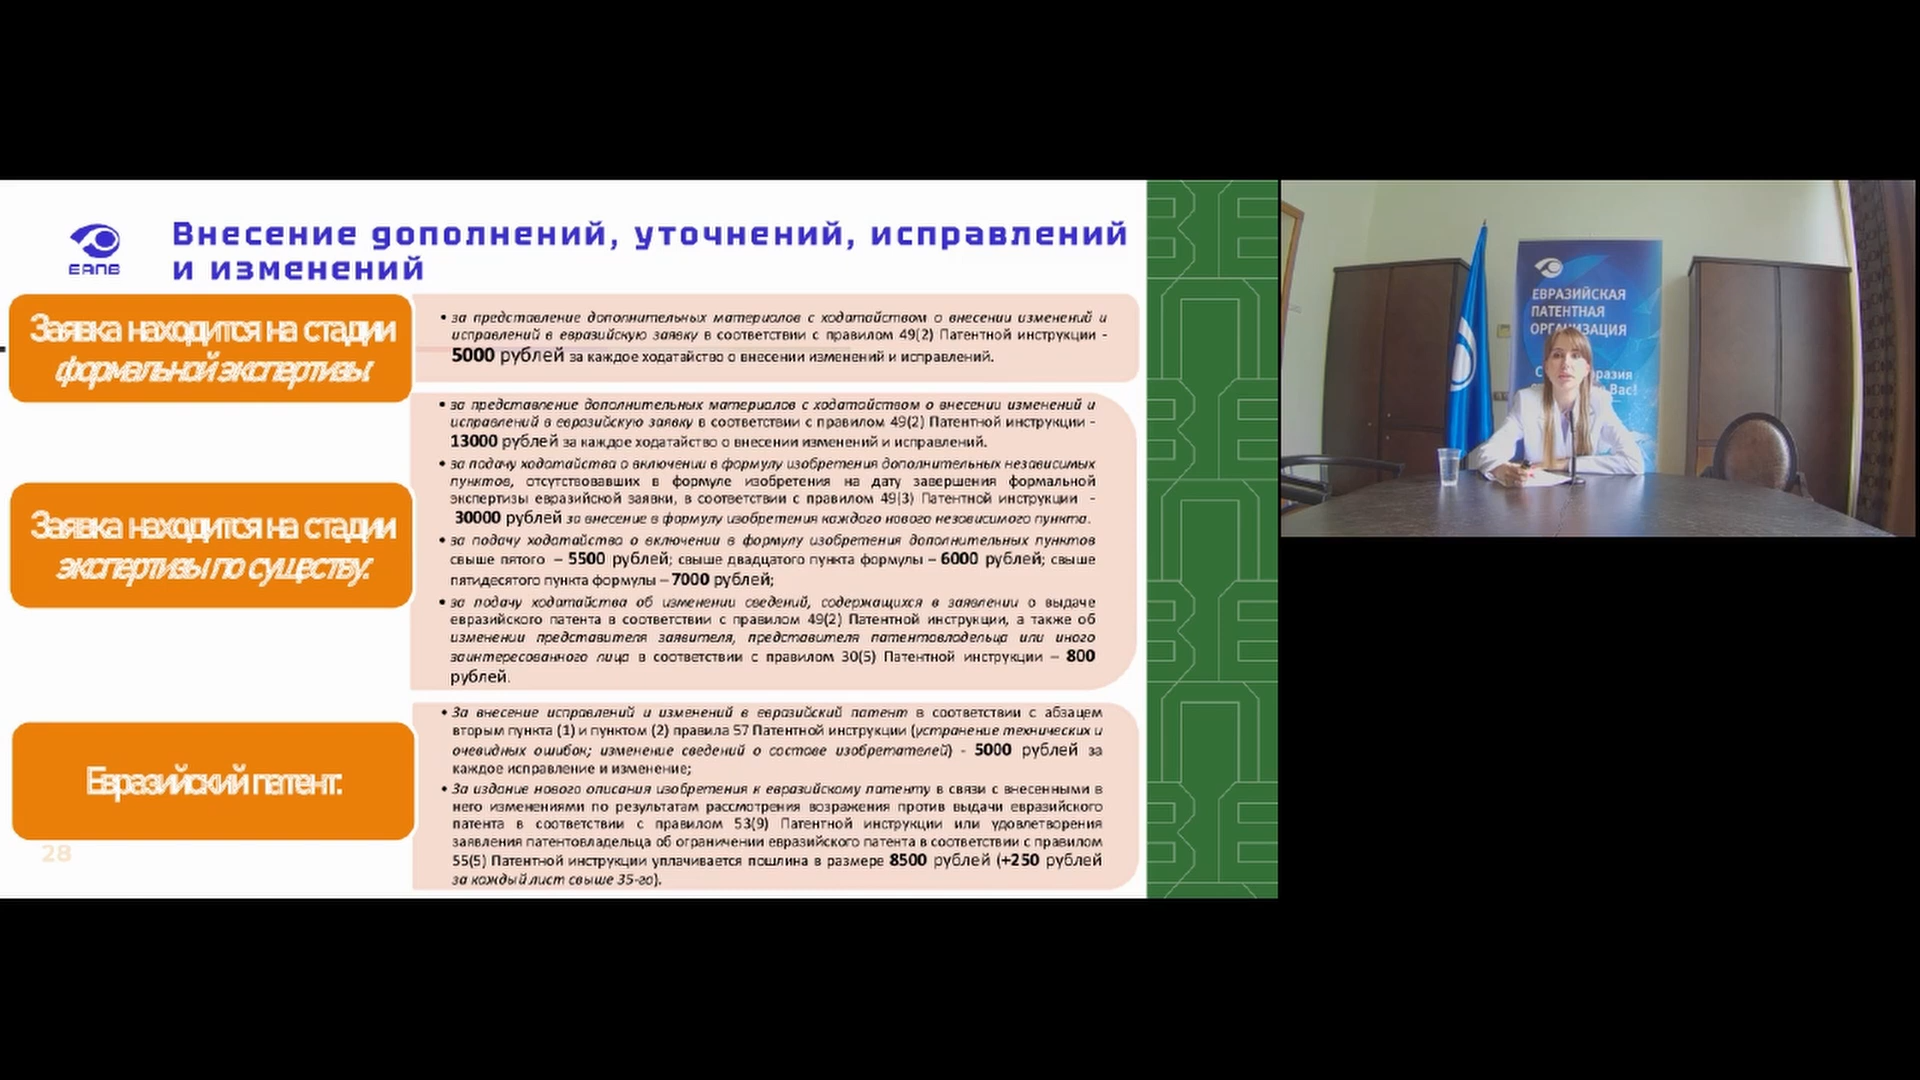 Внесение дополнений, уточнений, исправлений
и изменений
ЕАПВ
Заявка находится на стадии
формальной экспертизы:
• за представление дополнительных материалов с ходатайством о внесении изменений и
исправлений в евразийскую заявку в соответствии с правилом 49(2) Патентной инструкции -
5000 рублей за каждое ходатайство о внесении изменений и исправлений.
Заявка находится на стадии
экспертизы по существу:
• за представление дополнительных материалов с ходатайством о внесении изменений и
исправлений в евразийскую заявку в соответствии с правилом 49(2) Патентной инструкции -
13000 рублей за каждое ходатайство о внесении изменений и исправлений.
• за подачу ходатайства о включении в формулу изобретения дополнительных независимых
пунктов, отсутствовавших в формуле изобретения на дату завершения формальной
экспертизы евразийской заявки, в соответствии с правилом 49(3) Патентной инструкции -
30000 рублей за внесение в формулу изобретения каждого нового независимого пункта.
• за подачу ходатайства о включении в формулу изобретения дополнительных пунктов
свыше пятого – 5500 рублей; свыше двадцатого пункта формулы – 6000 рублей; свыше
пятидесятого пункта формулы – 7000 рублей;
• за подачу ходатайства об изменении сведений, содержащихся в заявлении о выдаче
евразийского патента в соответствии с правилом 49(2) Патентной инструкции, а также об
изменении представителя заявителя, представителя патентовладельца или иного
заинтересованного лица в соответствии с правилом 30(5) Патентной инструкции – 800
рублей.
Евразийский патент:
• За внесение исправлений и изменений в евразийский патент в соответствии с абзацем
вторым пункта (1) и пунктом (2) правила 57 Патентной инструкции (устранение технических и
очевидных ошибок; изменение сведений о составе изобретателей) - 5000 рублей за
каждое исправление и изменение;
• За издание нового описания изобретения к евразийскому патенту в связи с внесенными в
него изменениями по результатам рассмотрения возражения против выдачи евразийского
патента в соответствии с правилом 53(9) Патентной инструкции или удовлетворения
заявления патентовладельца об ограничении евразийского патента в соответствии с правилом
55(5) Патентной инструкции уплачивается пошлина в размере 8500 рублей (+250 рублей
за каждый лист свыше 35-го).
28
ЕВРАЗИЙСКАЯ
ПАТЕНТНАЯ
ОРГАНИЗАЦИЯ
Вас!